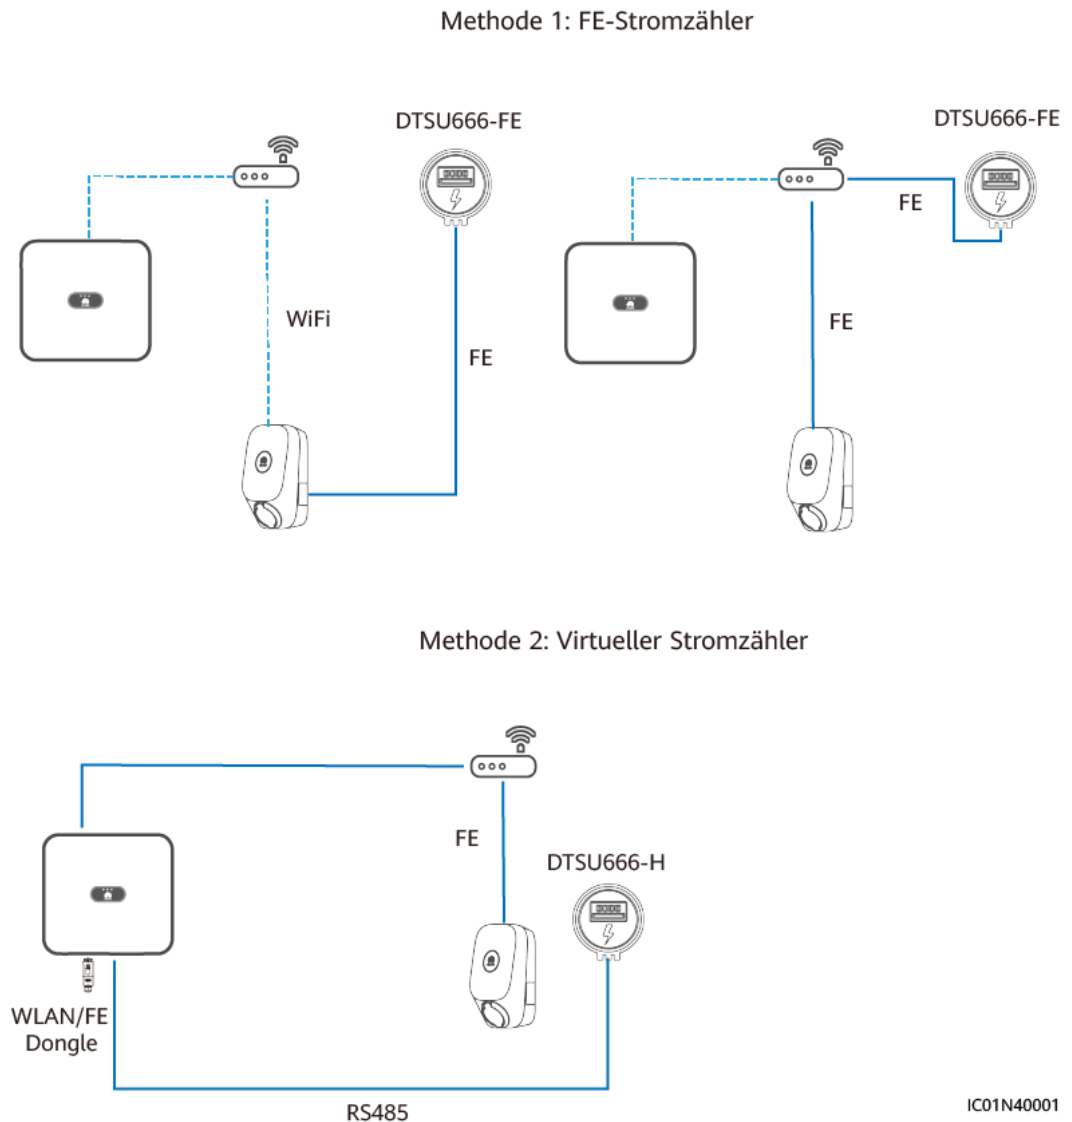 Methode 1: FE-Stromzähler
DTSU666-FE
DTSU666-FE
FE
WiFi
FE
FE
Methode 2: Virtueller Stromzähler
FE
DTSU666-H
WLAN/FE
Dongle
RS485
IC01N40001